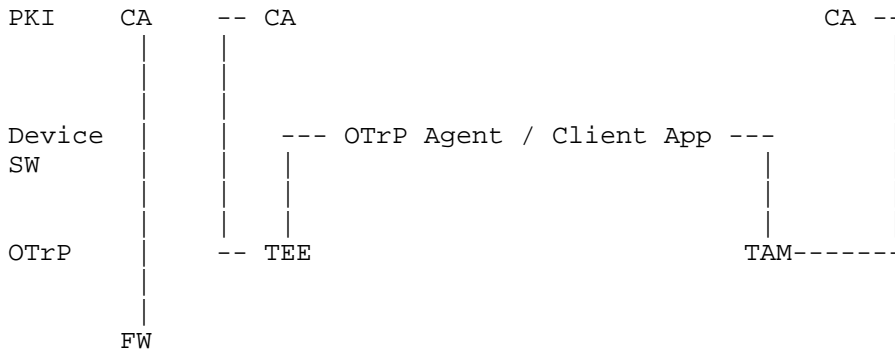 PKI CA -- CA CA --
Device --- OTrP Agent / Client App ---
SW
OTrP -- TEE TAM-------
FW